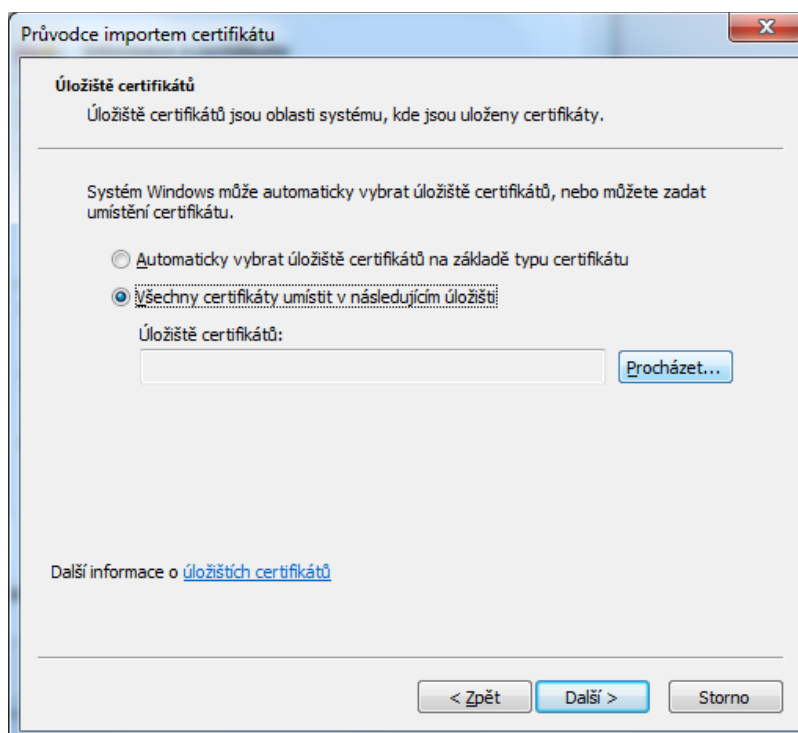 Průvodce importem certifikátu
Úložiště certifikátů
Úložiště certifikátů jsou oblasti systému, kde jsou uloženy certifikáty.
Systém Windows může automaticky vybrat úložiště certifikátů, nebo můžete zadat
umístění certifikátu.
Automaticky vybrat úložiště certifikátů na základě typu certifikátu
Všechny certifikáty umístit v následujícím úložišti
Úložiště certifikátů:
Procházet...
Další informace o úložištích certifikátů
< Zpět
Další >
Storno